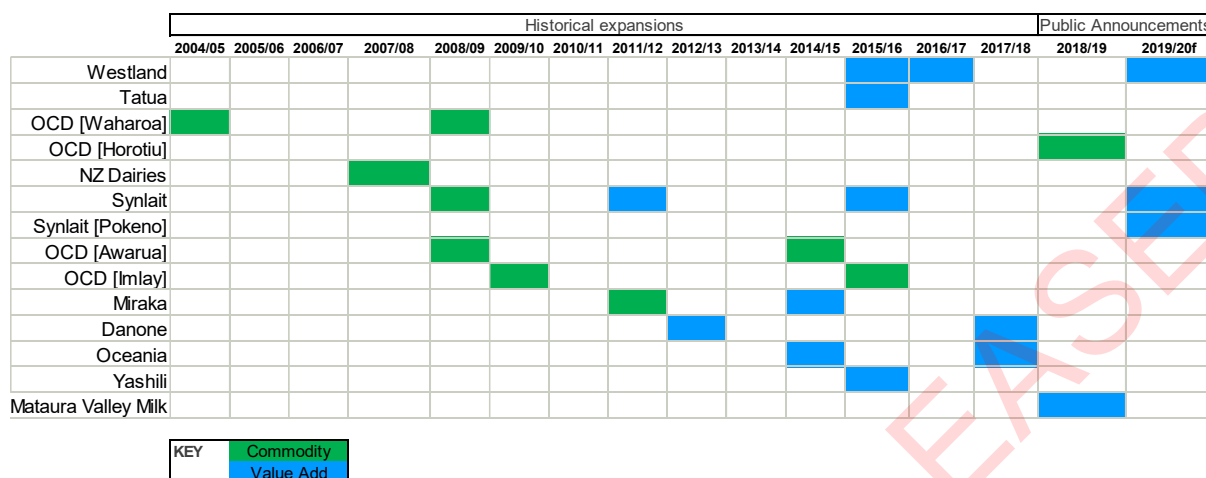 Historical expansions Public Announcements
2004/05 2005/06 2006/07 2007/08 2008/09 2009/10 2010/11 2011/12 2012/13 2013/14 2014/15 2015/16 2016/17 2017/18 2018/19 2019/20f
Westland
Tatua
OCD [Waharoa]
OCD [Horotiu]
NZ Dairies
Synlait
Synlait [Pokeno]
OCD [Awarua]
OCD [Imlay]
Miraka
Danone
Oceania
Yashili
Mataura Valley Milk
KEY Commodity
Value Add
EASE